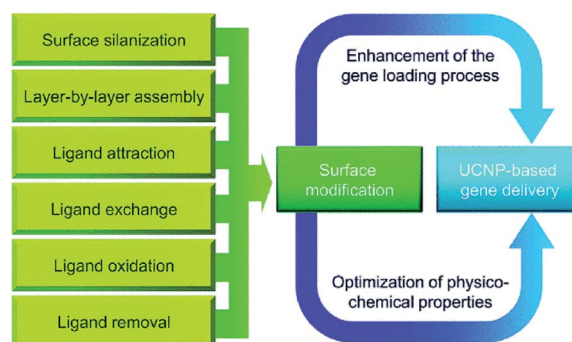 Surface silanization
Layer-by-layer assembly
Ligand attraction
Ligand exchange
Ligand oxidation
Ligand removal
Surface
modification
Enhancement of the
gene loading process
UCNP-based
gene delivery
Optimization of physico-
chemical properties